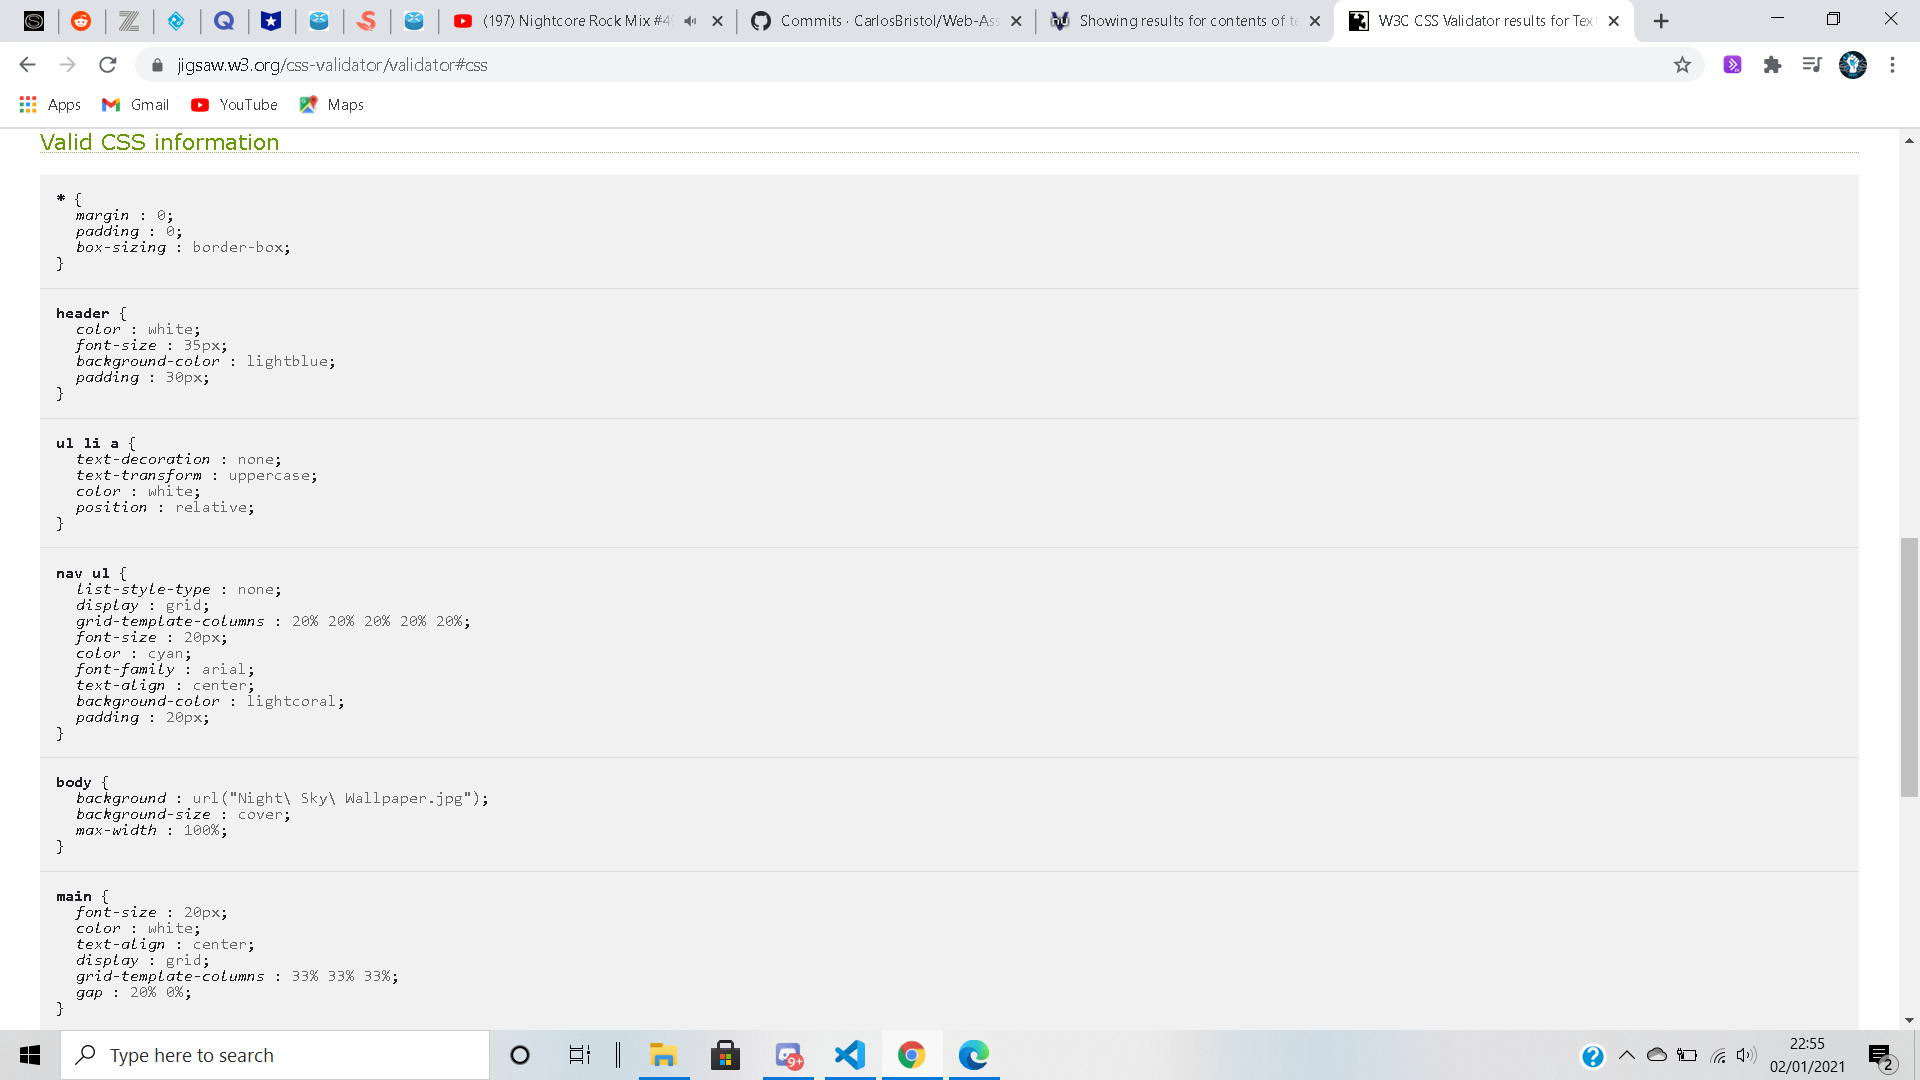 (197) Nightcore Rock Mix #4
Commits · CarlosBristol/Web-Ass
Showing results for contents of te
W3C CSS Validator results for Text
jigsaw.w3.org/css-validator/validator#css
Apps
Gmail
YouTube
Maps
Valid CSS information
* {
margin : 0;
padding : 0;
box-sizing : border-box;
}
header {
color : white;
font-size : 35px;
background-color : lightblue;
padding : 30px;
}
ul li a {
text-decoration : none;
text-transform : uppercase;
color : white;
position : relative;
}
nav ul {
list-style-type : none;
display : grid;
grid-template-columns : 20% 20% 20% 20% 20%;
font-size : 20px;
color : cyan;
font-family : arial;
text-align : center;
background-color : lightcoral;
padding : 20px;
}
body {
background : url("Night\ Sky\ Wallpaper.jpg");
background-size : cover;
max-width : 100%;
}
main {
font-size : 20px;
color : white;
text-align : center;
display : grid;
grid-template-columns : 33% 33% 33%;
gap : 20% 0%;
}
Type here to search
9+
22:55
02/01/2021
2